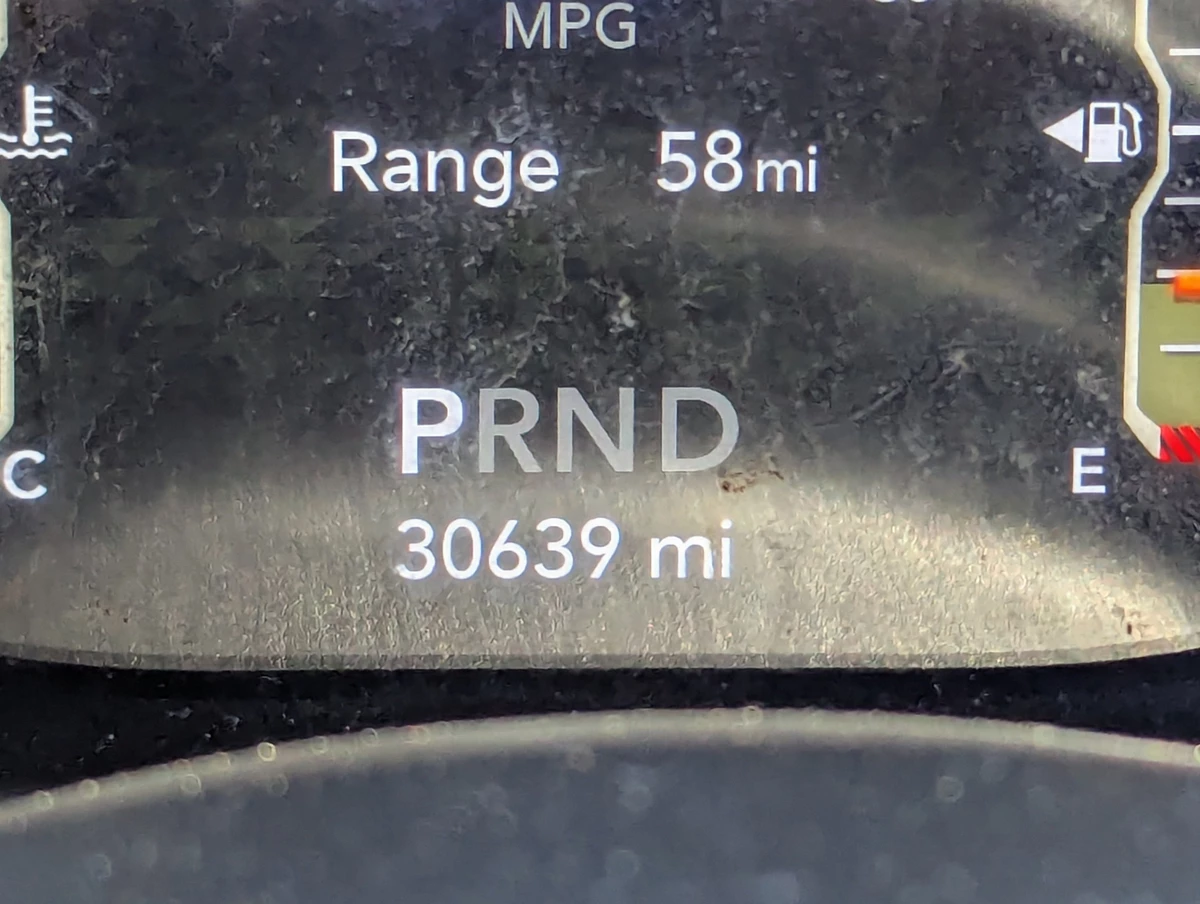 MPG
Range 58 mi
PRND
C E
30639 mi